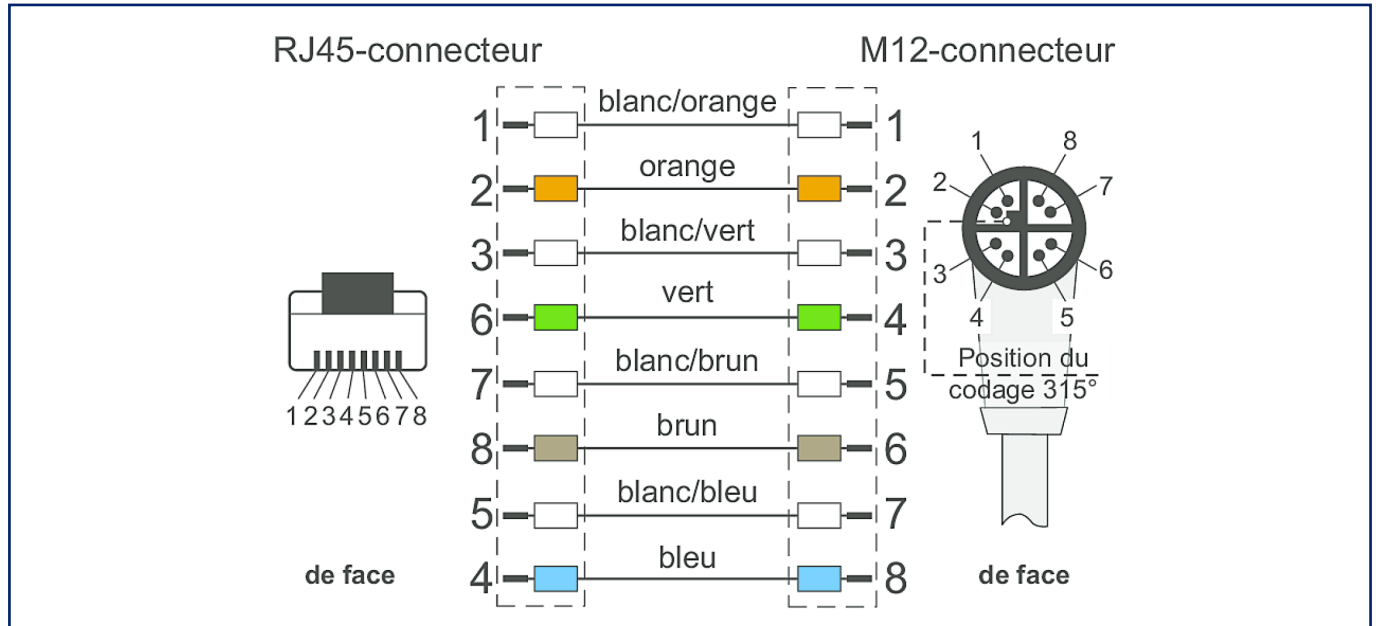 RJ45-connecteur
M12-connecteur
1 blanc/orange 1
2 orange 2
3 blanc/vert 3
6 vert 4
7 blanc/brun 5
8 brun 6
5 blanc/bleu 7
4 bleu 8
12345678
de face
1 8
2 7
3 6
4 5
Position du
codage 315°
de face